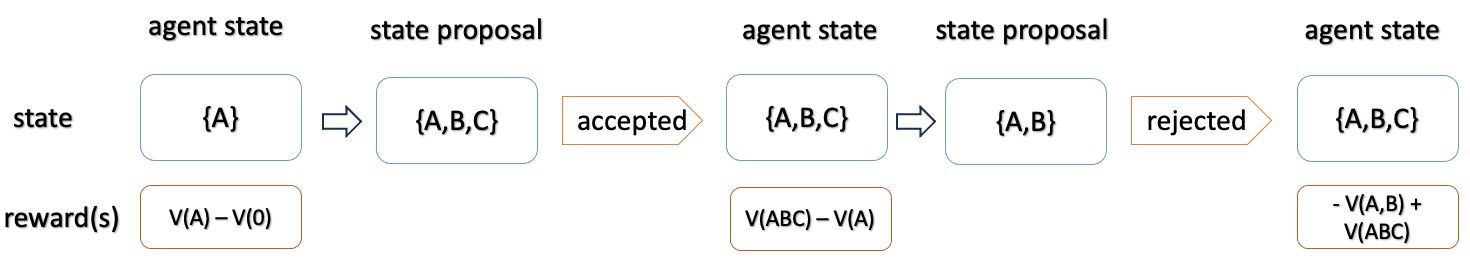 agent state
state proposal
agent state
state proposal
agent state
state
{A}
{A,B,C}
accepted
{A,B,C}
{A,B}
rejected
{A,B,C}
reward(s)
V(A) – V(0)
V(ABC) – V(A)
- V(A,B) +
V(ABC)